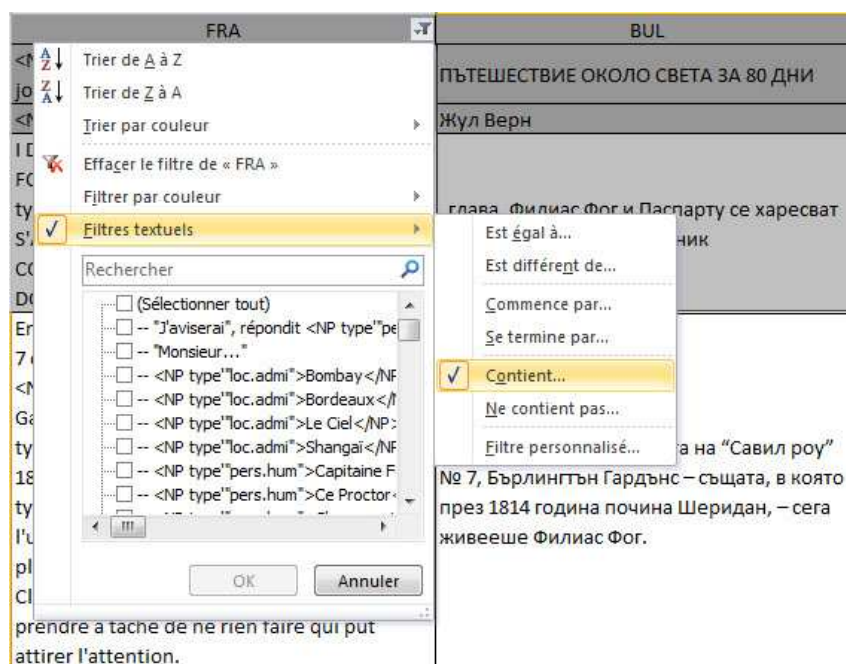 FRA
BUL
Trier de A à Z
Trier de Z à A
Trier par couleur
Effacer le filtre de « FRA »
Filtrer par couleur
Filtres textuels
Rechercher
(Sélectionner tout)
-- "J'aviserai", répondit <NP type'"pe
-- "Monsieur..."
-- <NP type'"loc.admi">Bombay</NF
-- <NP type'"loc.admi">Bordeaux</
-- <NP type'"loc.admi">Le Ciel</NP>
-- <NP type'"loc.admi">Shangaï</NF
-- <NP type'"pers.hum">Capitaine F
-- <NP type'"pers.hum">Ce Proctor
OK
Annuler
Est égal à...
Est différent de...
Commence par...
Se termine par...
Contient...
Ne contient pas...
Filtre personnalisé...
prendre à tâche de ne rien faire qui pût
attirer l'attention.
ПЪТЕШЕСТВИЕ ОКОЛО СВЕТА ЗА 80 ДНИ
Жул Верн
глава. Филиас Фог и Паспарту се харесват
ник
а на “Савил роу”
№ 7, Бърлингтън Гардънс – същата, в която
през 1814 година почина Шеридан, – сега
живееше Филиас Фог.